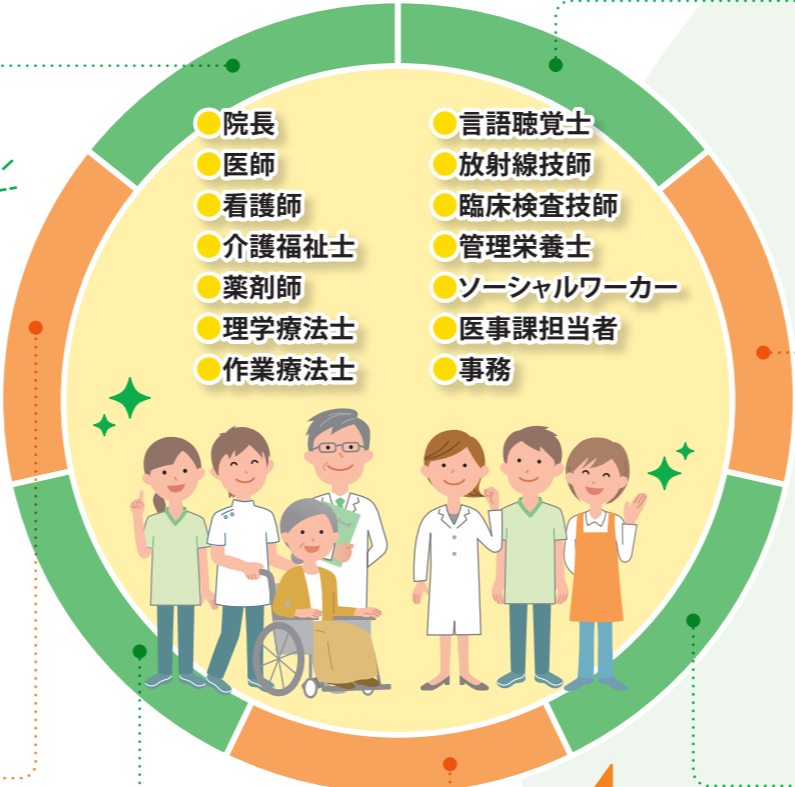 ●院長
●医師
●看護師
●介護福祉士
●薬剤師
●理学療法士
●作業療法士
●言語聴覚士
●放射線技師
●臨床検査技師
●管理栄養士
●ソーシャルワーカー
●医事課担当者
●事務